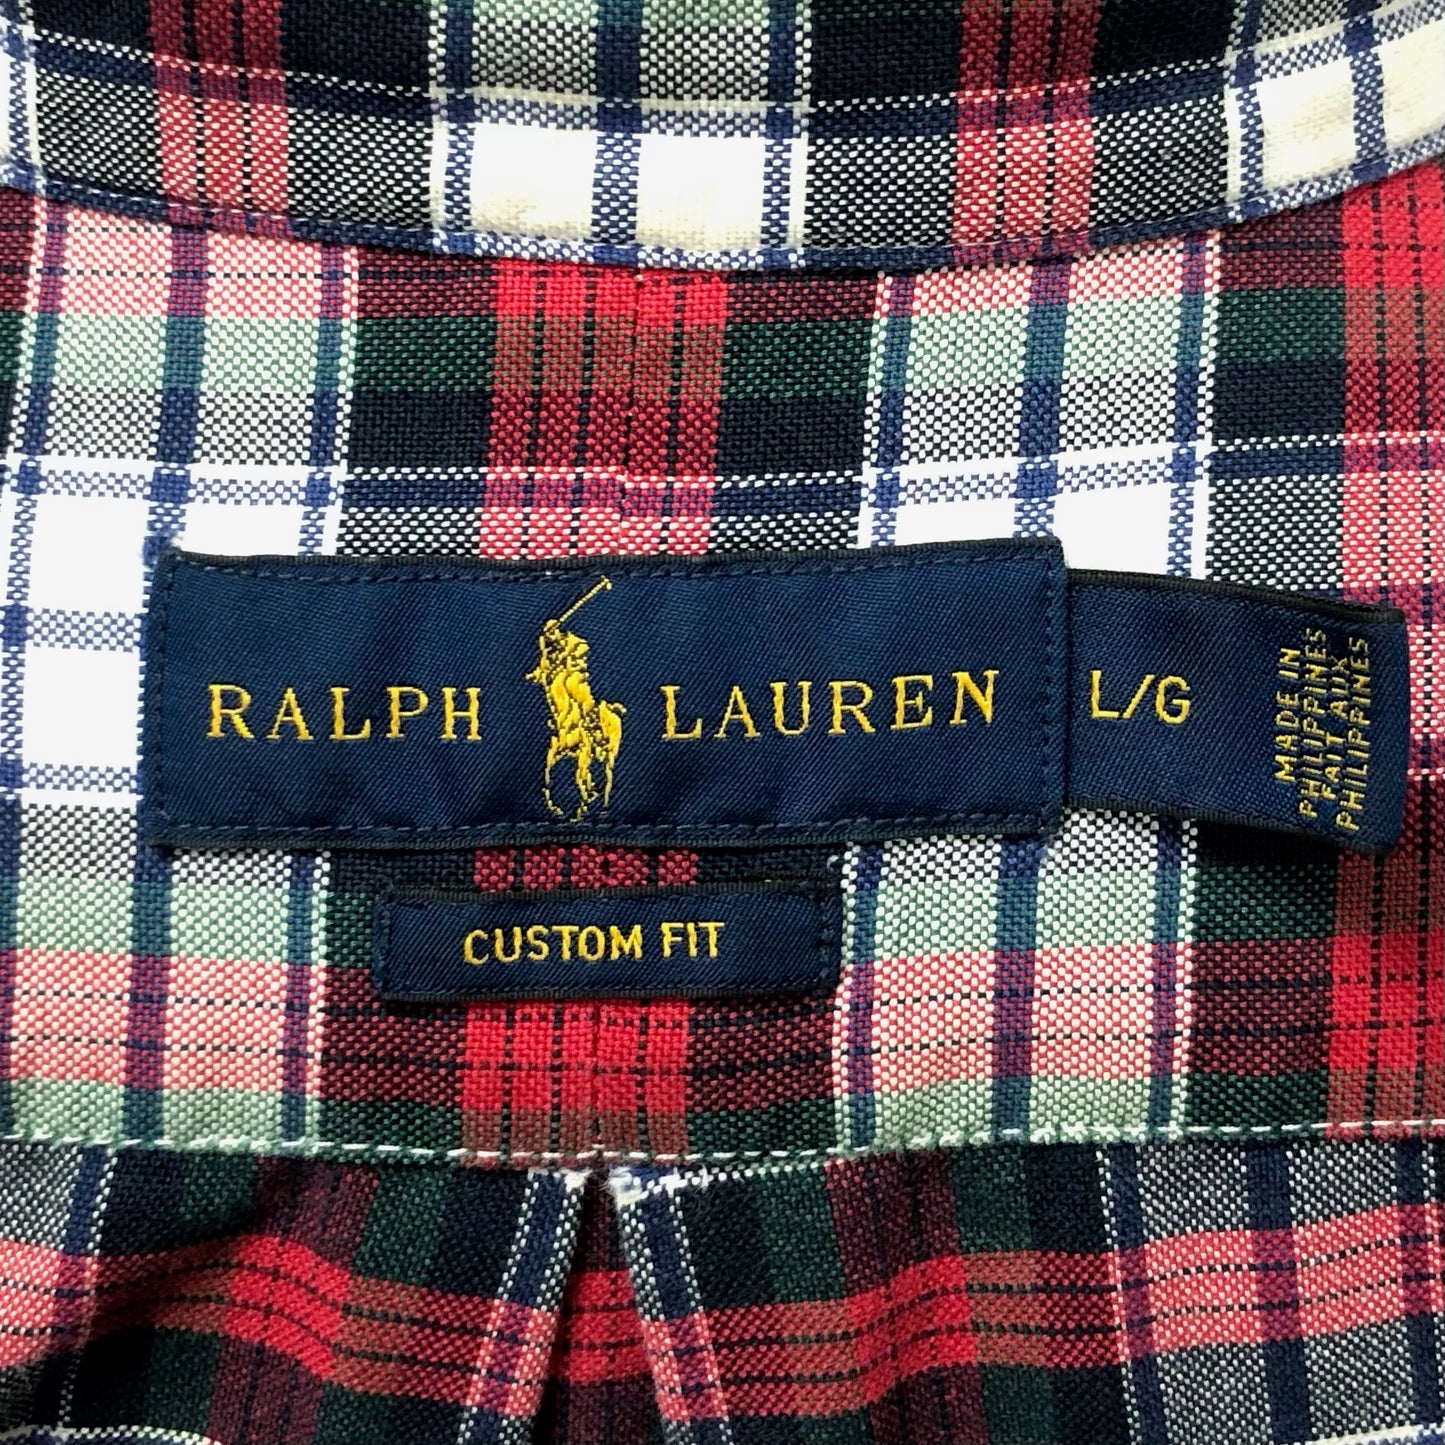 RALPH LAUREN
L/G
MADE IN
PHILIPPINES
FAIT AUX
PHILIPPINES
CUSTOM FIT